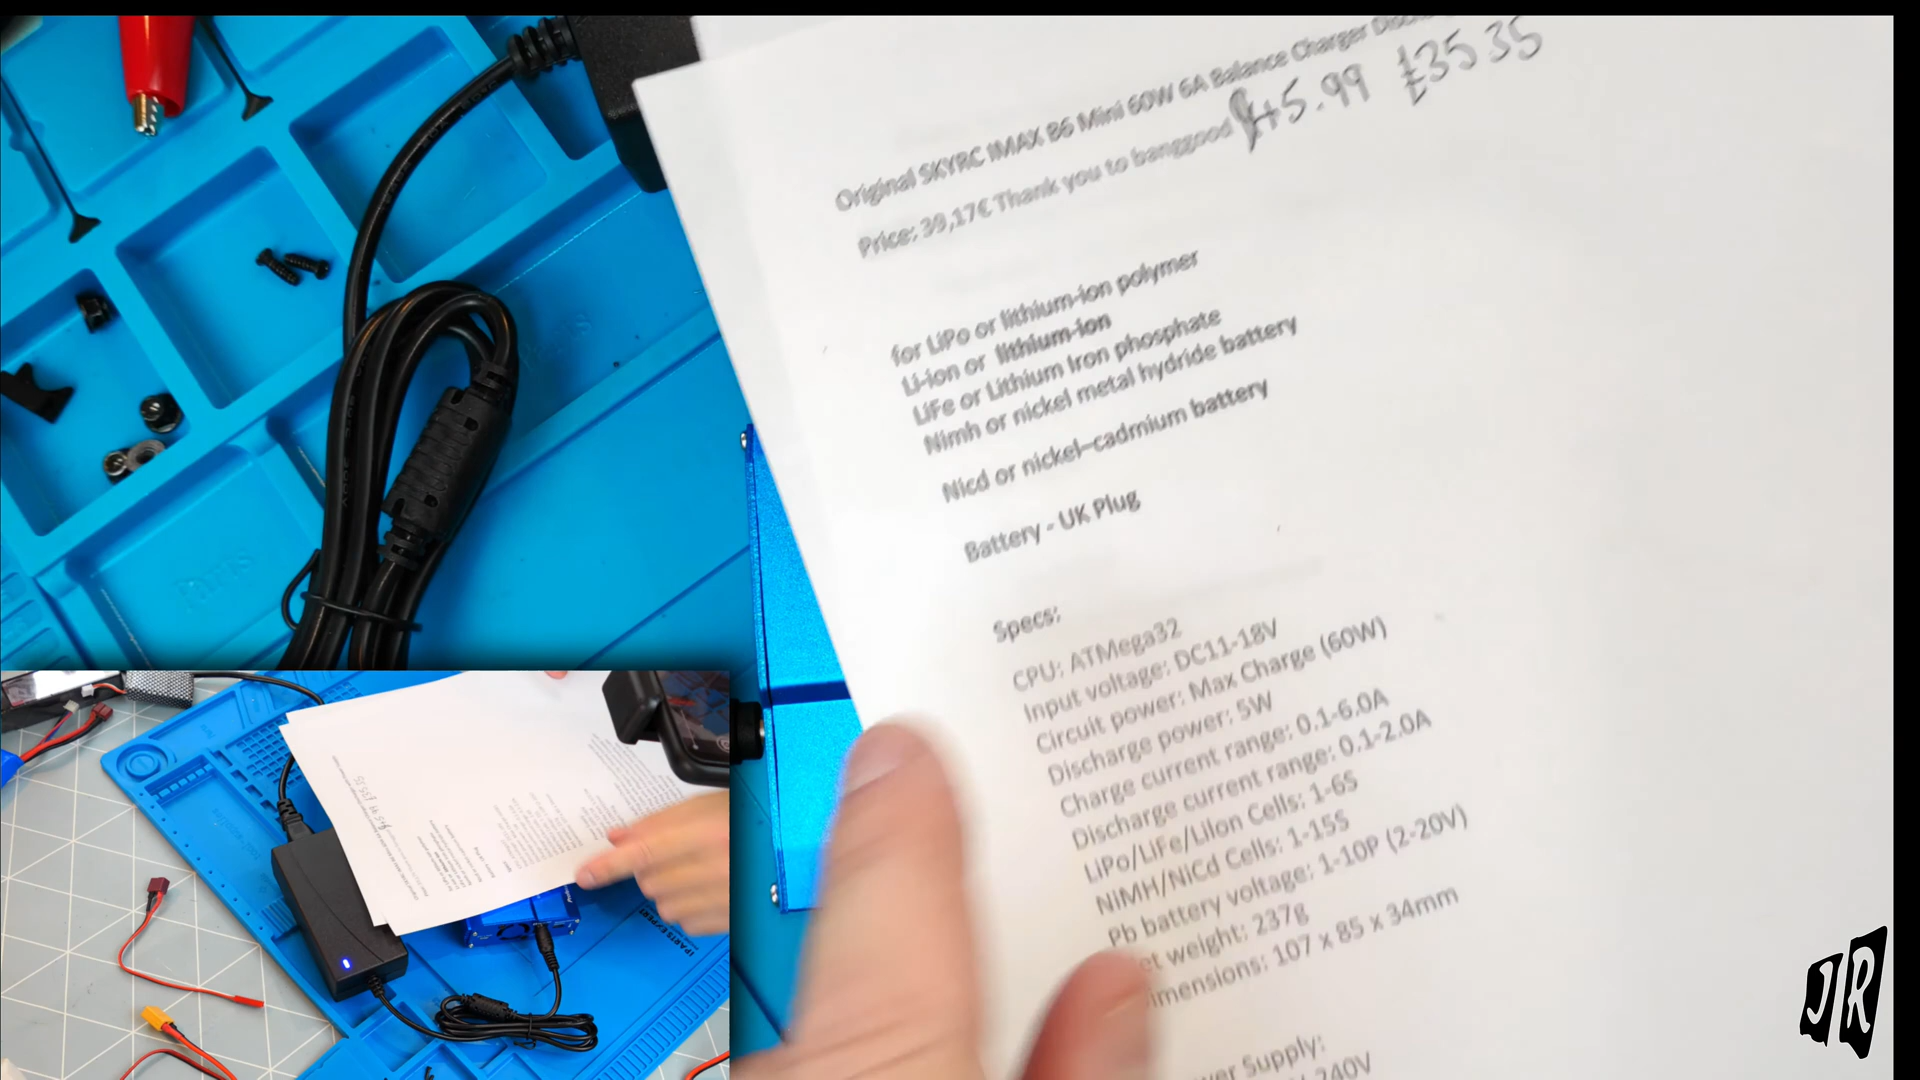 Original SKYRC IMAX B6 Mini 60W 6A Balance Charger
Price: 39,17€ Thank you to banggood $45.99 £35 35
for LiPo or lithium-ion polymer
Li-ion or lithium-ion
LiFe or Lithium Iron phosphate
Nimh or nickel metal hydride battery
Nicd or nickel–cadmium battery
Battery - UK Plug
Specs:
CPU: ATMega32
Input voltage: DC11-18V
Circuit power: Max Charge (60W)
Discharge power: 5W
Charge current range: 0.1-6.0A
Discharge current range: 0.1-2.0A
LiPo/LiFe/LiIon Cells: 1-6S
NiMH/NiCd Cells: 1-15S
Pb battery voltage: 1-10P (2-20V)
et weight: 237g
imensions: 107 x 85 x 34mm
wer Supply:
240V
Parts
JR